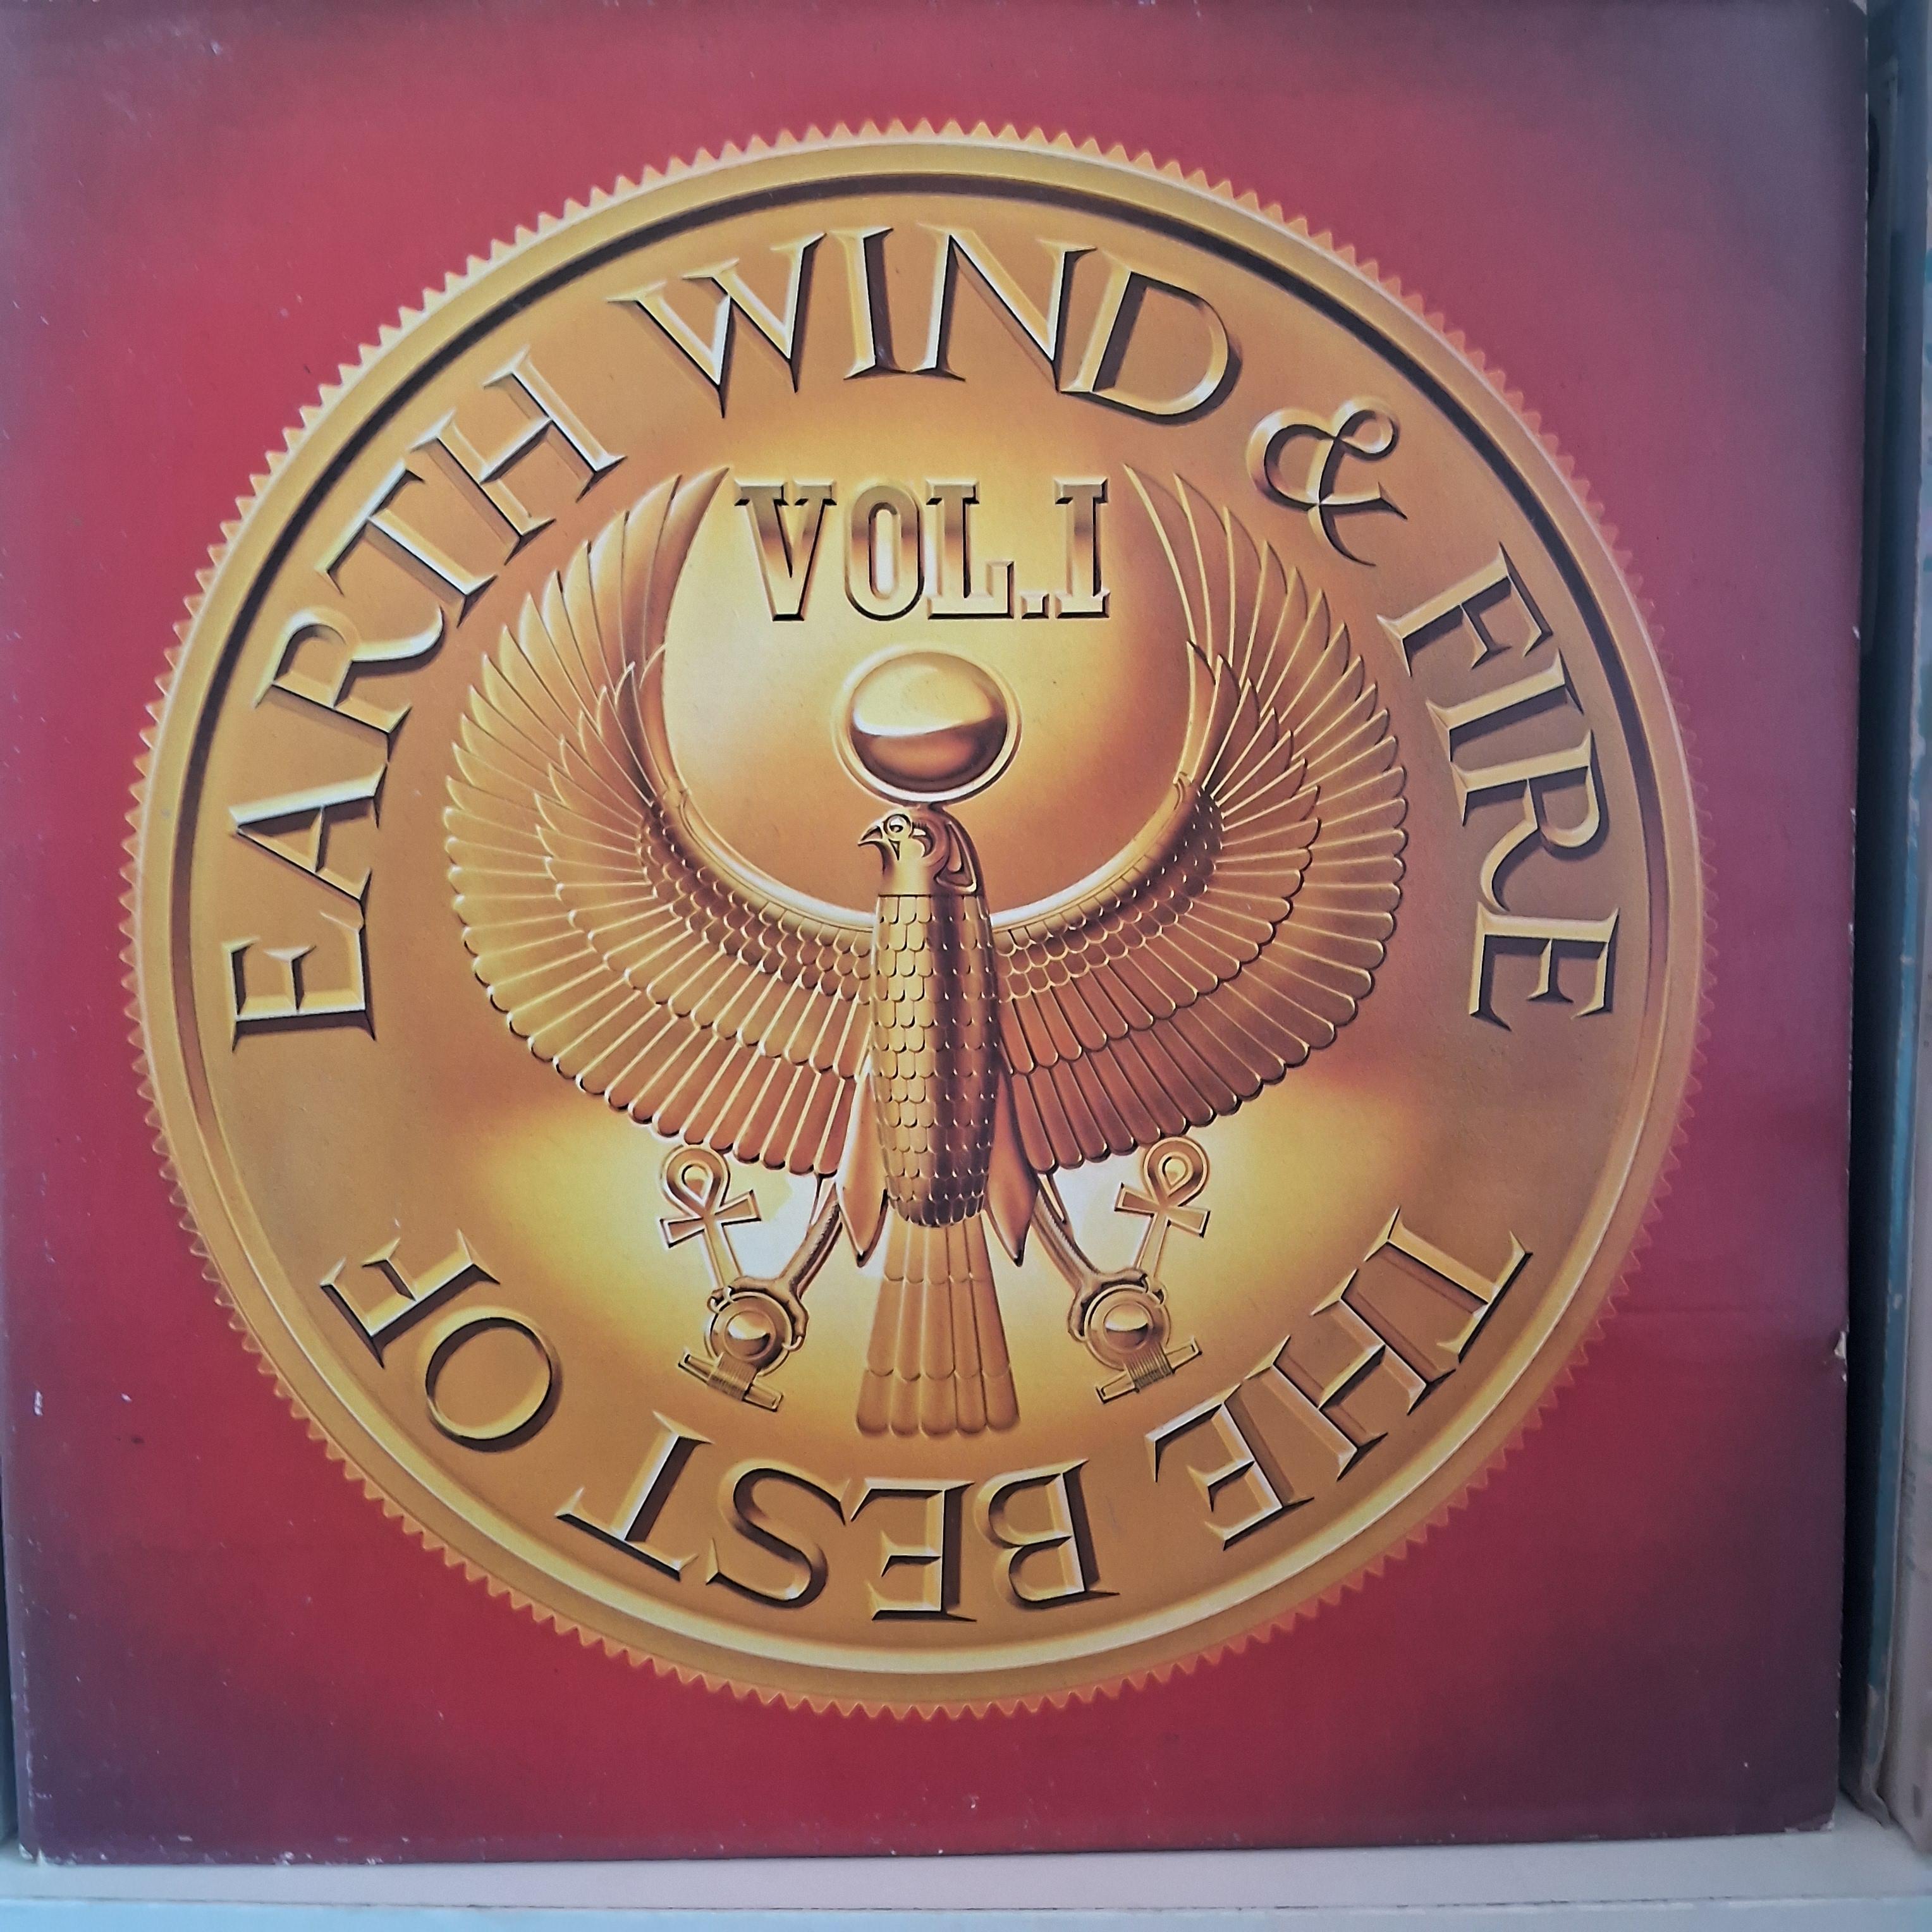 EARTH WIND & FIRE
VOL.I
THE BEST OF